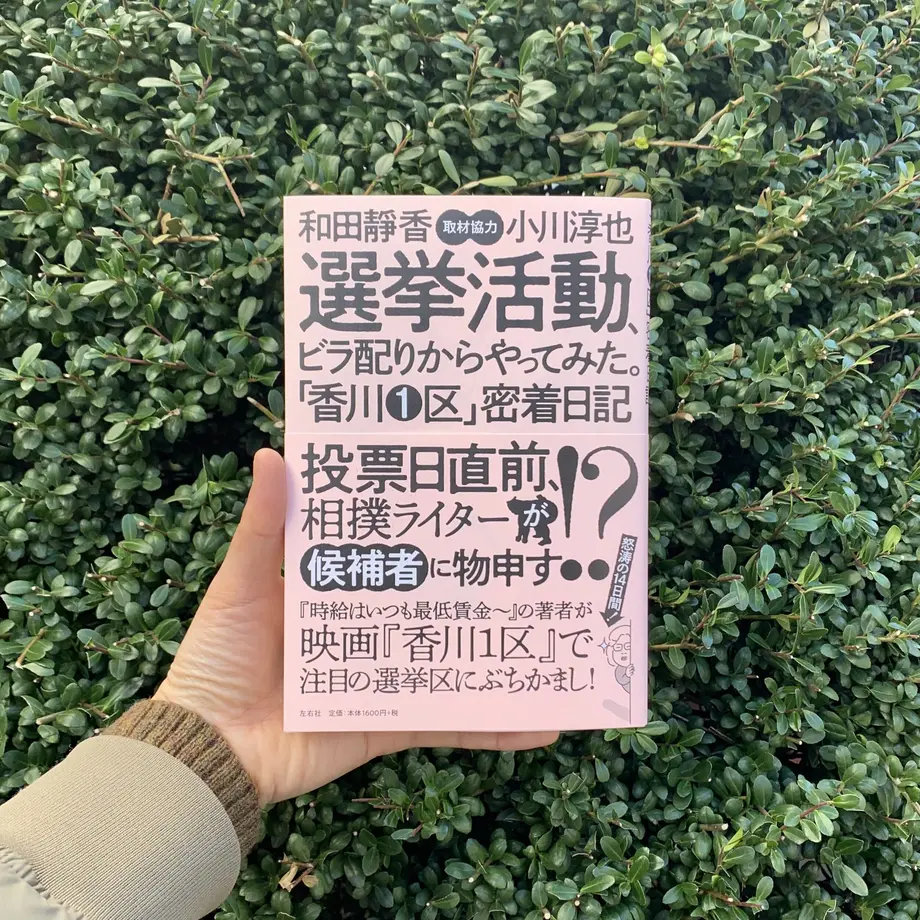 和田靜香 取材協力 小川淳也
選挙活動、
ビラ配りからやってみた。
「香川1区」密着日記
投票日直前、
相撲ライターが
候補者に物申す!?
怒涛の14日間!
『時給はいつも最低賃金〜』の著者が
映画『香川1区』で
注目の選挙区にぶちかまし!
左右社 定価:本体1600円+税